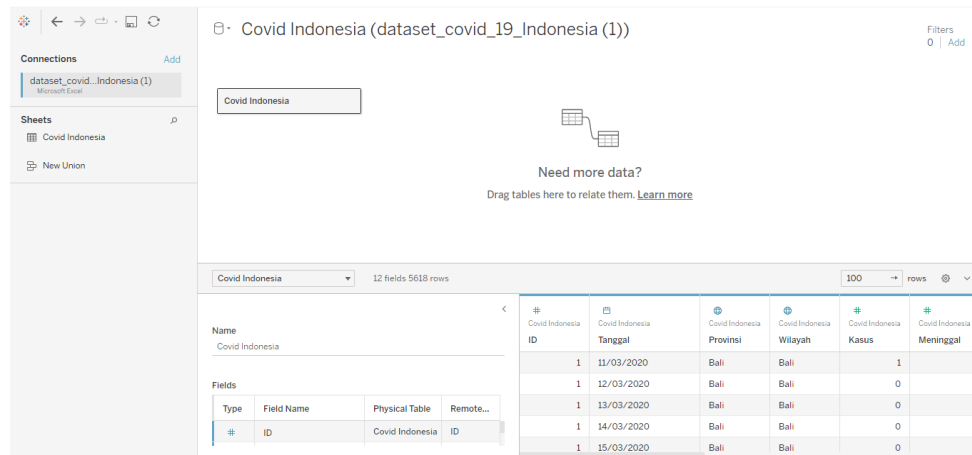 Covid Indonesia (dataset_covid_19_Indonesia (1))
Filters
0 | Add
Connections Add
dataset_covid...Indonesia (1)
Microsoft Excel
Sheets
Covid Indonesia
New Union
Covid Indonesia
Need more data?
Drag tables here to relate them. Learn more
Covid Indonesia 12 fields 5618 rows 100 rows
Name
Covid Indonesia
Fields
Type Field Name Physical Table Remote...
# ID Covid Indonesia ID
# # #
Covid Indonesia Covid Indonesia Covid Indonesia Covid Indonesia Covid Indonesia Covid Indonesia
ID Tanggal Provinsi Wilayah Kasus Meninggal
1 11/03/2020 Bali Bali 1
1 12/03/2020 Bali Bali 0
1 13/03/2020 Bali Bali 0
1 14/03/2020 Bali Bali 0
1 15/03/2020 Bali Bali 0